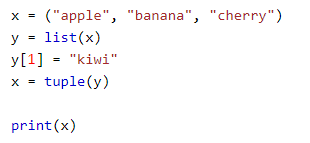 x = ("apple", "banana", "cherry")
y = list(x)
y[1] = "kiwi"
x = tuple(y)

print(x)